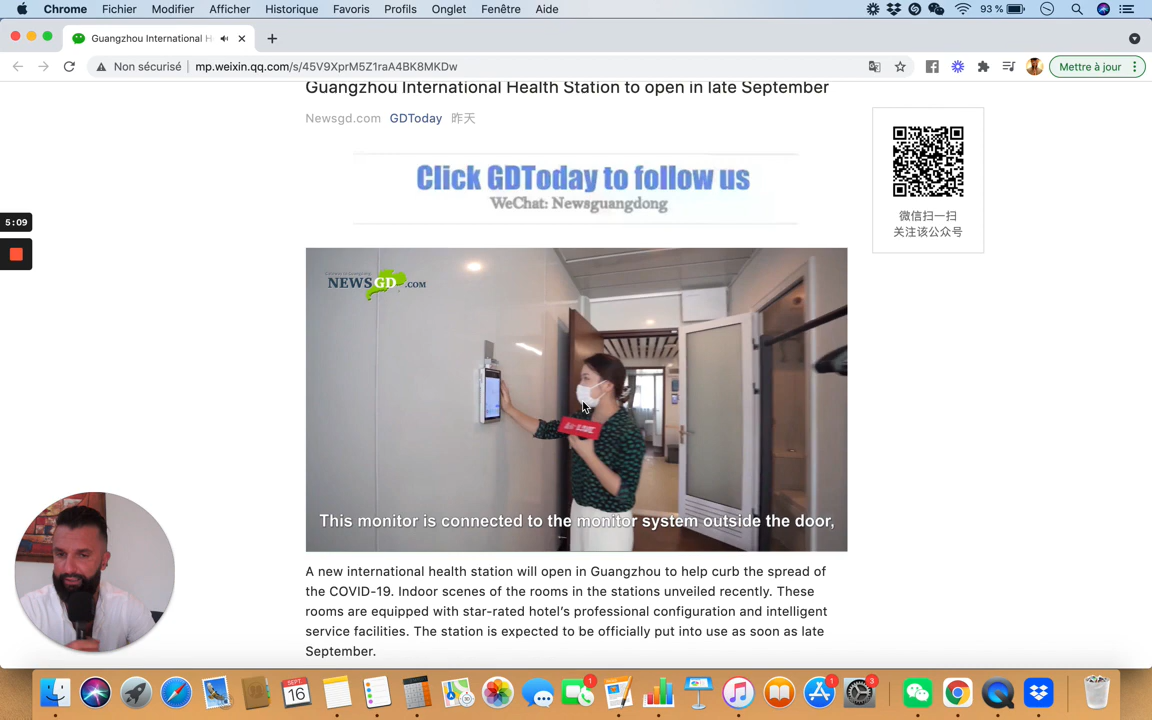 Chrome Fichier Modifier Afficher Historique Favoris Profils Onglet Fenêtre Aide 93 %
Guangzhou International H
Non sécurisé mp.weixin.qq.com/s/45V9XprM5Z1raA4BK8MKDw Mettre à jour
Guangzhou International Health Station to open in late September
Newsgd.com GDToday 昨天
Click GDToday to follow us
WeChat: Newsguangdong
微信扫一扫
关注该公众号
5:09
NEWSGD.COM
LIVE
This monitor is connected to the monitor system outside the door,
A new international health station will open in Guangzhou to help curb the spread of
the COVID-19. Indoor scenes of the rooms in the stations unveiled recently. These
rooms are equipped with star-rated hotel's professional configuration and intelligent
service facilities. The station is expected to be officially put into use as soon as late
September.
SEPT.
16
1
1
3